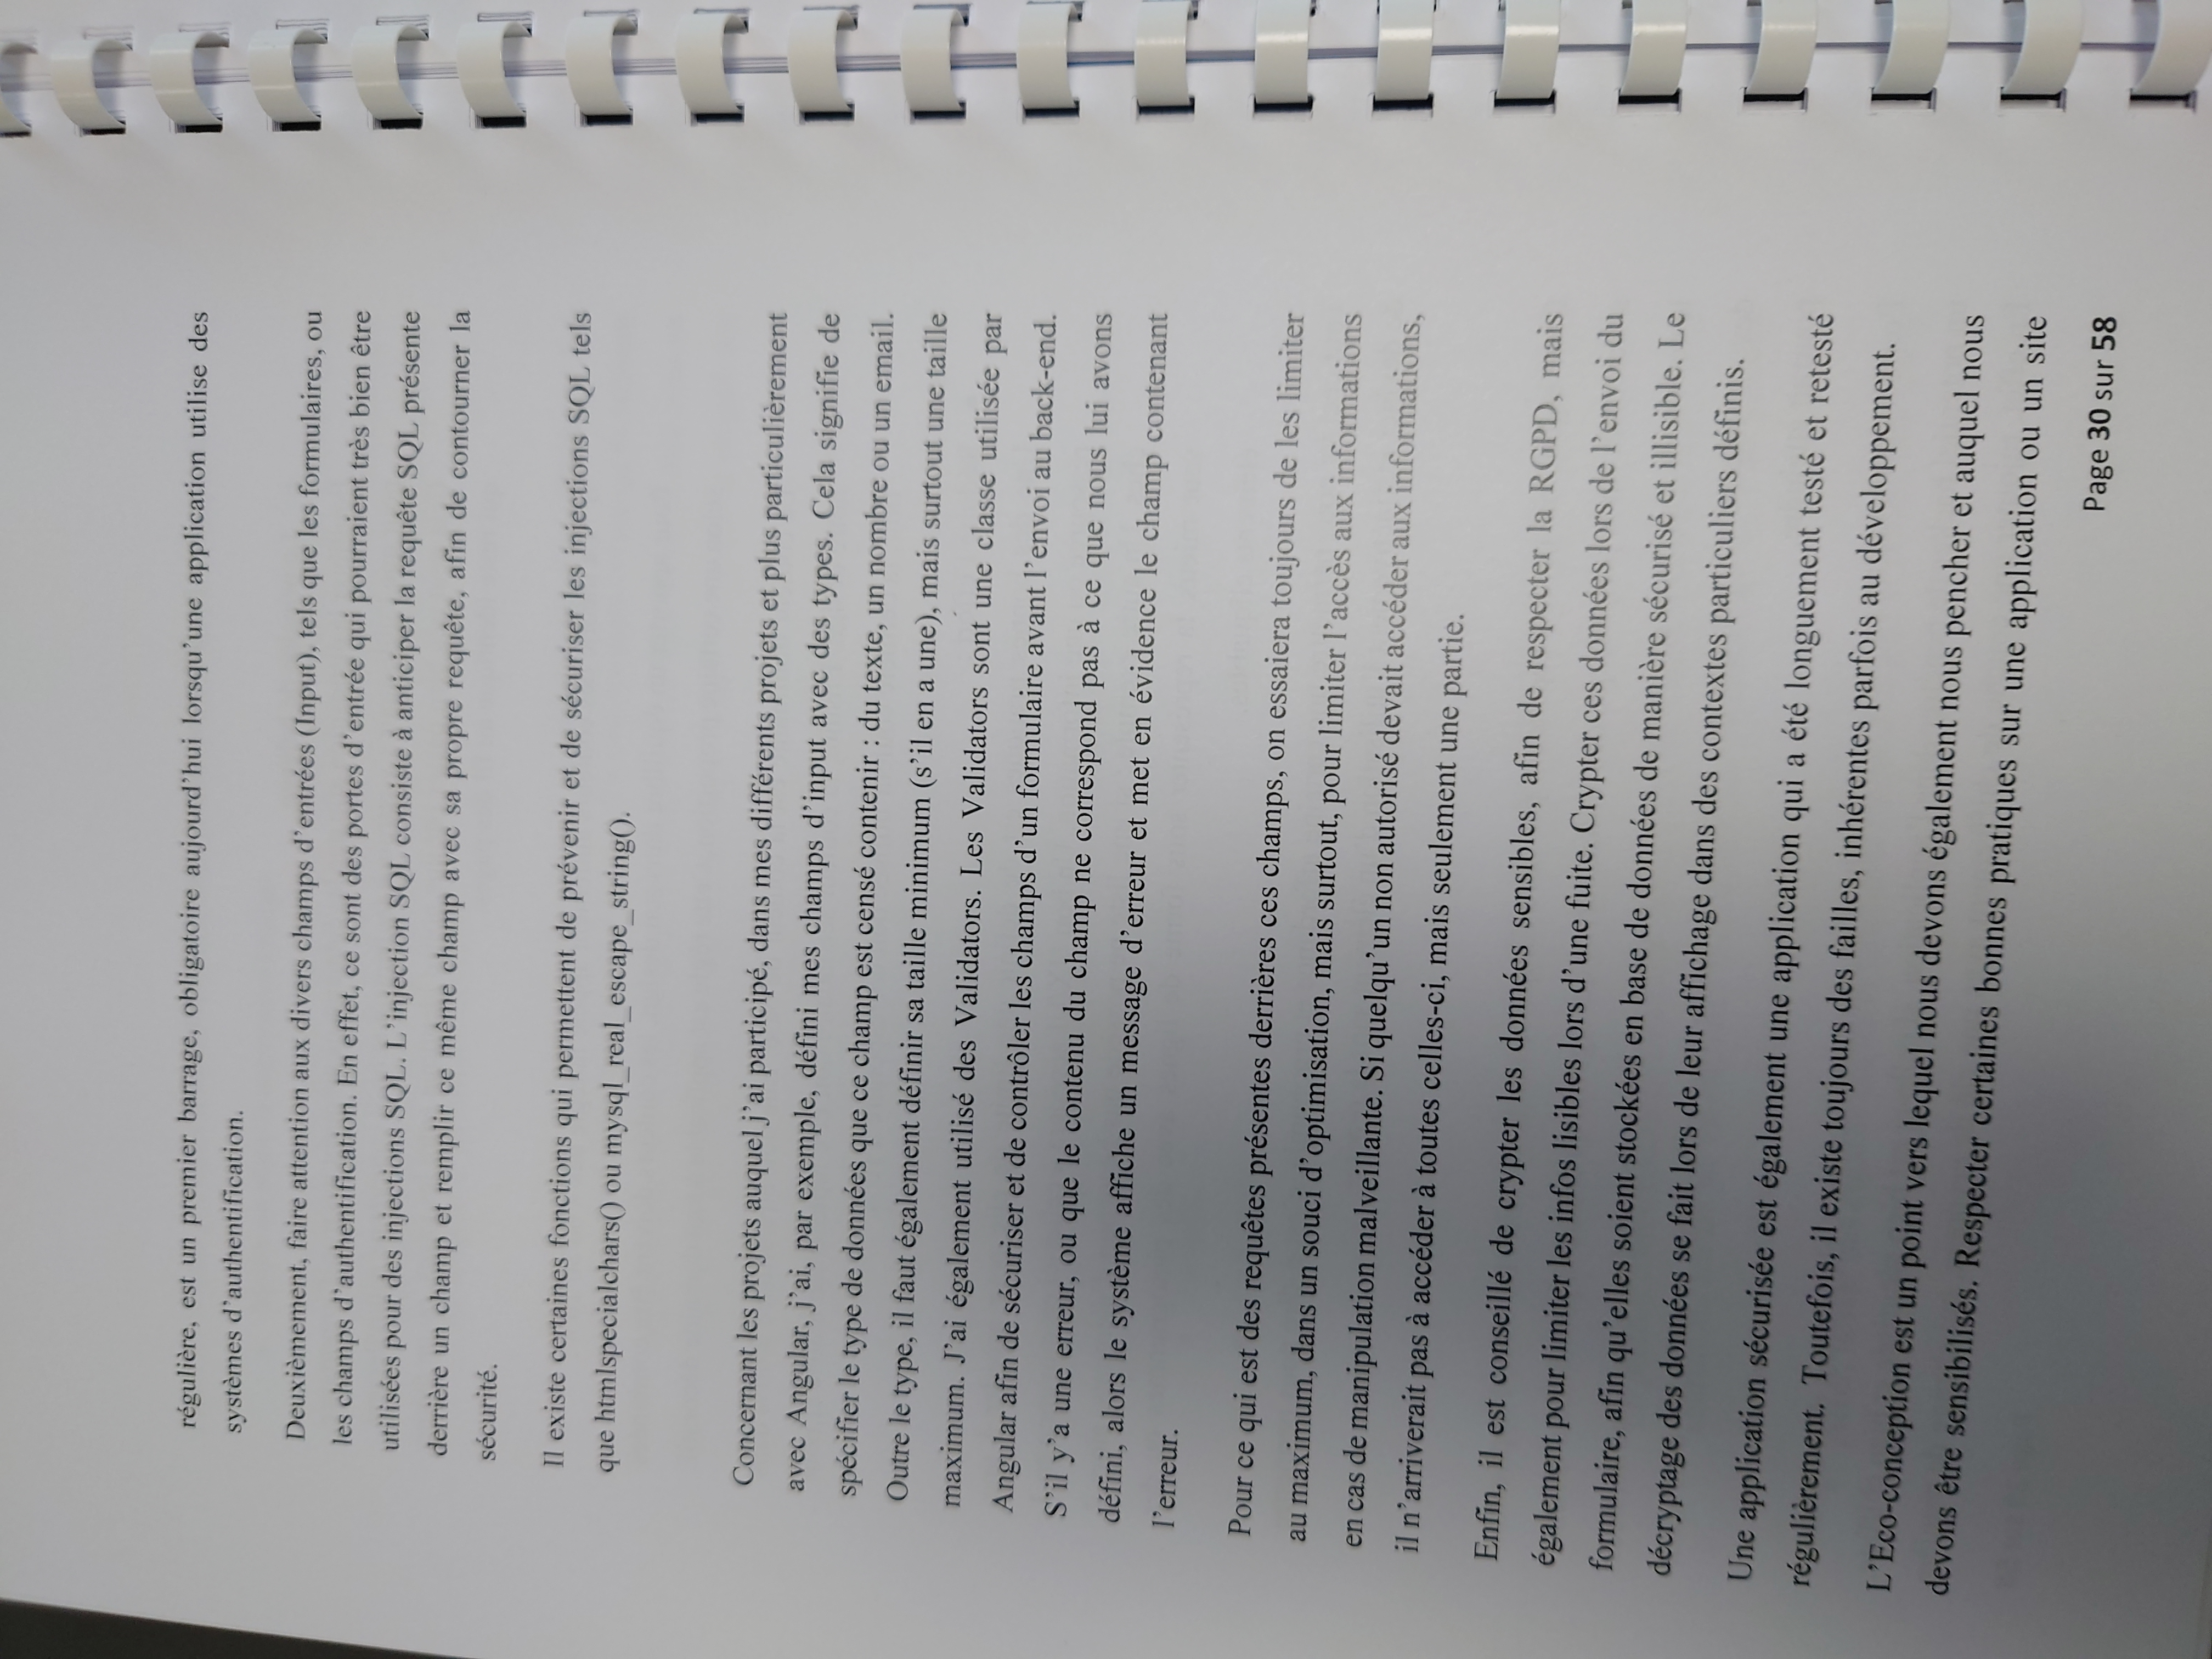 régulière, est un premier barrage, obligatoire aujourd’hui lorsqu’une application utilise des
systèmes d’authentification.
Deuxièmement, faire attention aux divers champs d’entrées (Input), tels que les formulaires, ou
les champs d’authentification. En effet, ce sont des portes d’entrée qui pourraient très bien être
utilisées pour des injections SQL. L’injection SQL consiste à anticiper la requête SQL présente
derrière un champ et remplir ce même champ avec sa propre requête, afin de contourner la
sécurité.
Il existe certaines fonctions qui permettent de prévenir et de sécuriser les injections SQL tels
que htmlspecialchars() ou mysql_real_escape_string().
Concernant les projets auquel j’ai participé, dans mes différents projets et plus particulièrement
avec Angular, j’ai, par exemple, défini mes champs d’input avec des types. Cela signifie de
spécifier le type de données que ce champ est censé contenir : du texte, un nombre ou un email.
Outre le type, il faut également définir sa taille minimum (s’il en a une), mais surtout une taille
maximum. J’ai également utilisé des Validators. Les Validators sont une classe utilisée par
Angular afin de sécuriser et de contrôler les champs d’un formulaire avant l’envoi au back-end.
S’il y’a une erreur, ou que le contenu du champ ne correspond pas à ce que nous lui avons
défini, alors le système affiche un message d’erreur et met en évidence le champ contenant
l’erreur.
Pour ce qui est des requêtes présentes derrières ces champs, on essaiera toujours de les limiter
au maximum, dans un souci d’optimisation, mais surtout, pour limiter l’accès aux informations
en cas de manipulation malveillante. Si quelqu’un non autorisé devait accéder aux informations,
il n’arriverait pas à accéder à toutes celles-ci, mais seulement une partie.
Enfin, il est conseillé de crypter les données sensibles, afin de respecter la RGPD, mais
également pour limiter les infos lisibles lors d’une fuite. Crypter ces données lors de l’envoi du
formulaire, afin qu’elles soient stockées en base de données de manière sécurisé et illisible. Le
décryptage des données se fait lors de leur affichage dans des contextes particuliers définis.
Une application sécurisée est également une application qui a été longuement testé et retesté
régulièrement. Toutefois, il existe toujours des failles, inhérentes parfois au développement.
L’Eco-conception est un point vers lequel nous devons également nous pencher et auquel nous
devons être sensibilisés. Respecter certaines bonnes pratiques sur une application ou un site
Page 30 sur 58